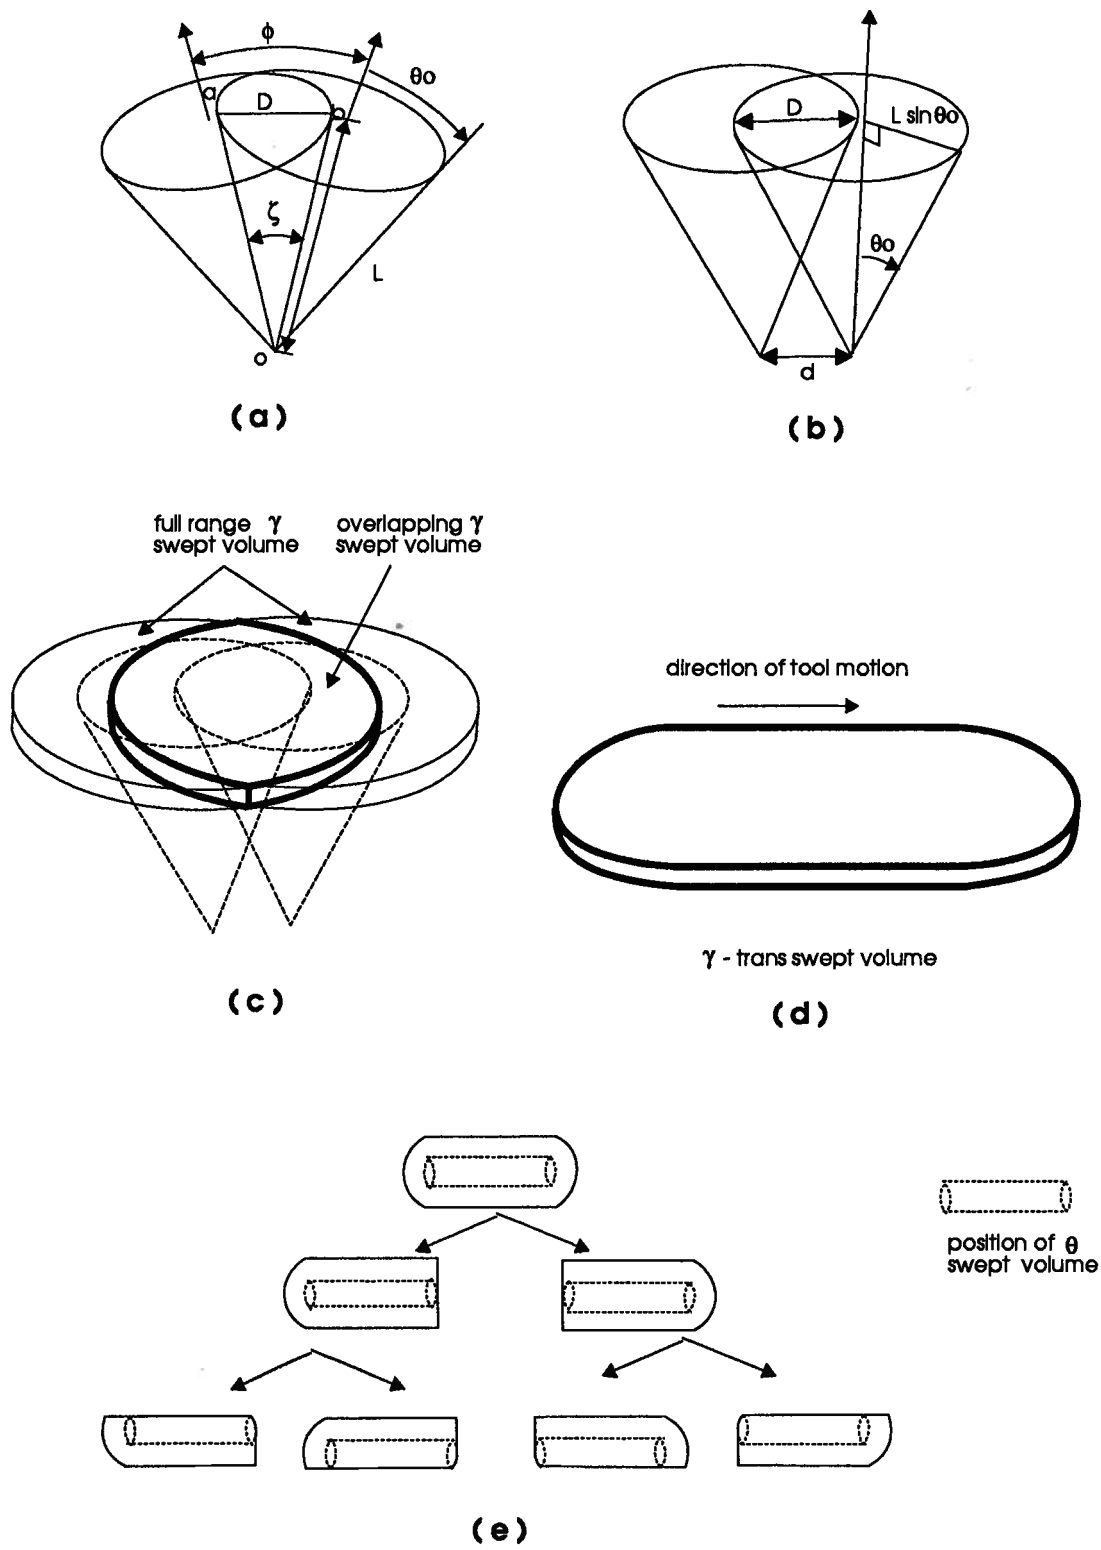 ϕ
θo
a
D
b
ζ
L
o
(a)
D
L sinθo
θo
d
(b)
full range γ
swept volume
overlapping γ
swept volume
(c)
direction of tool motion
γ - trans swept volume
(d)
position of θ
swept volume
(e)